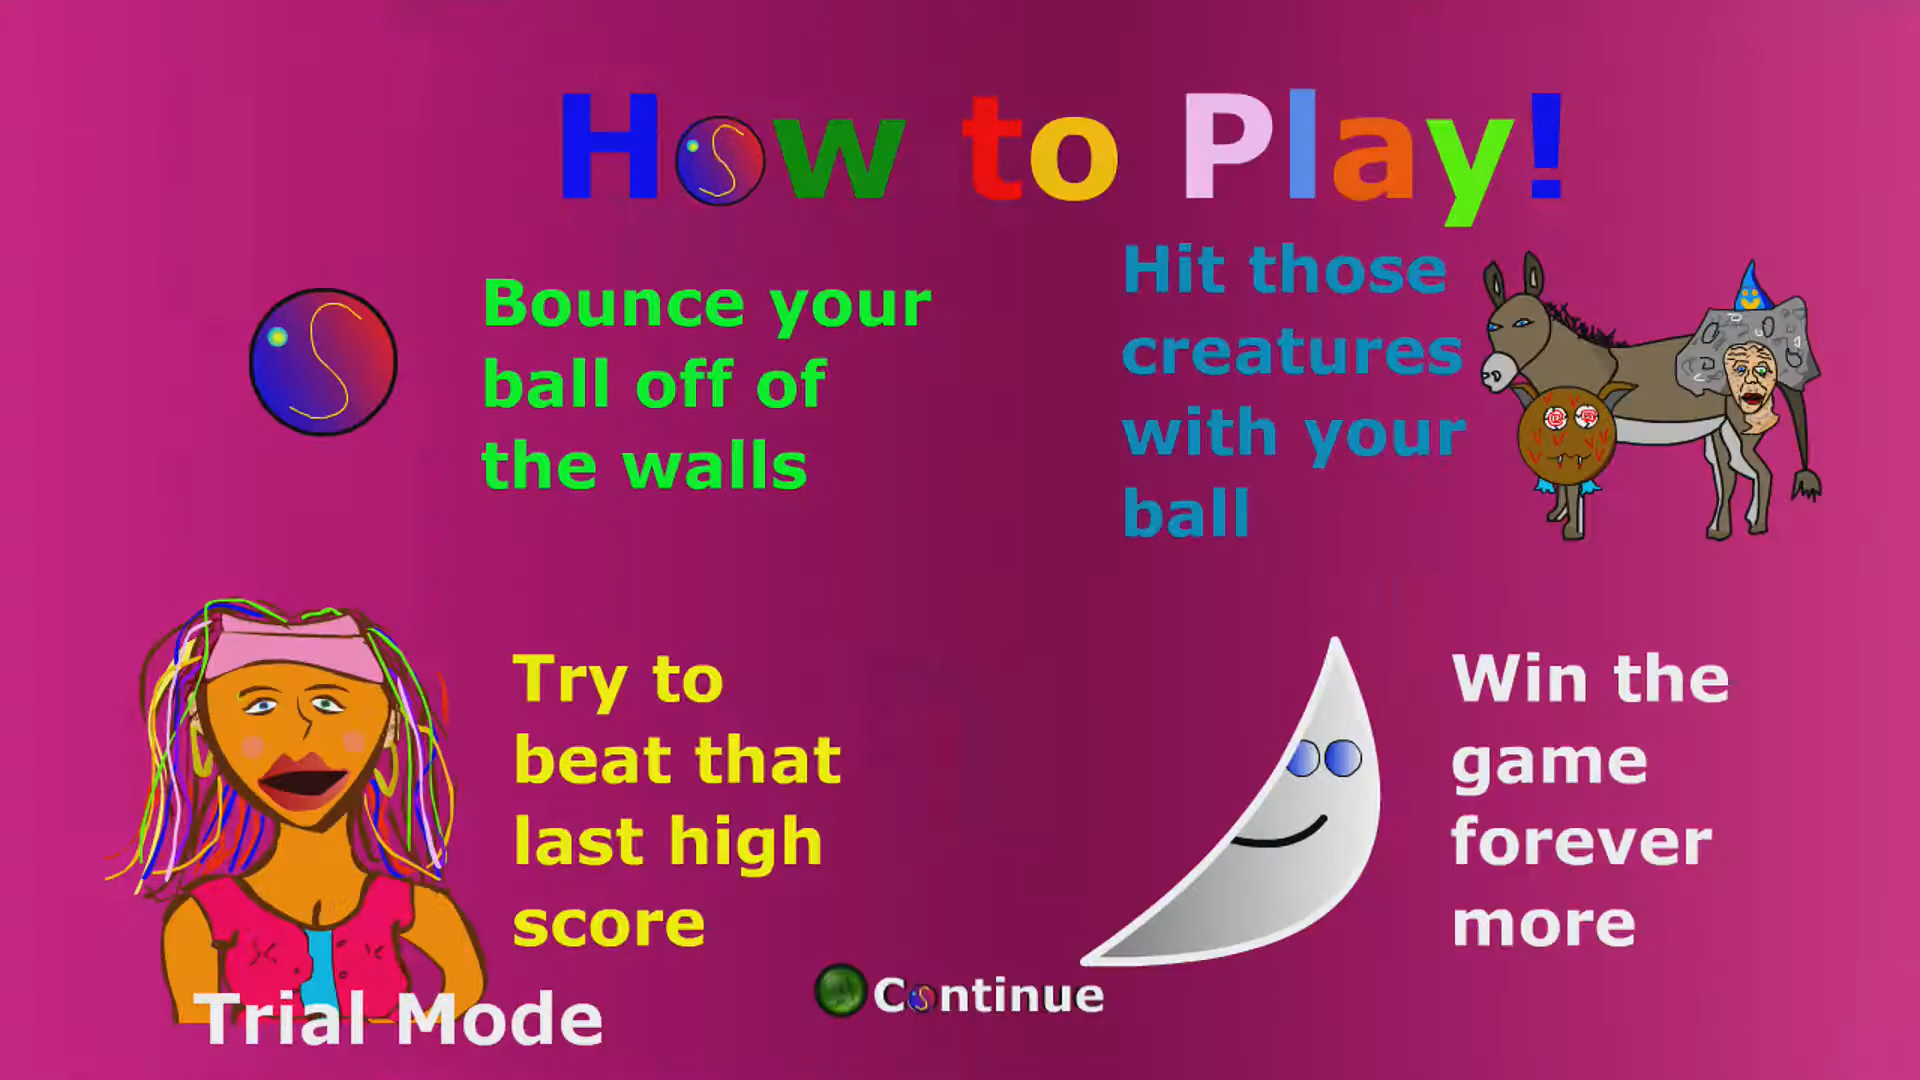 How to Play!
Bounce your
ball off of
the walls
Hit those
creatures
with your
ball
Try to
beat that
last high
score
Win the
game
forever
more
Trial Mode
Continue